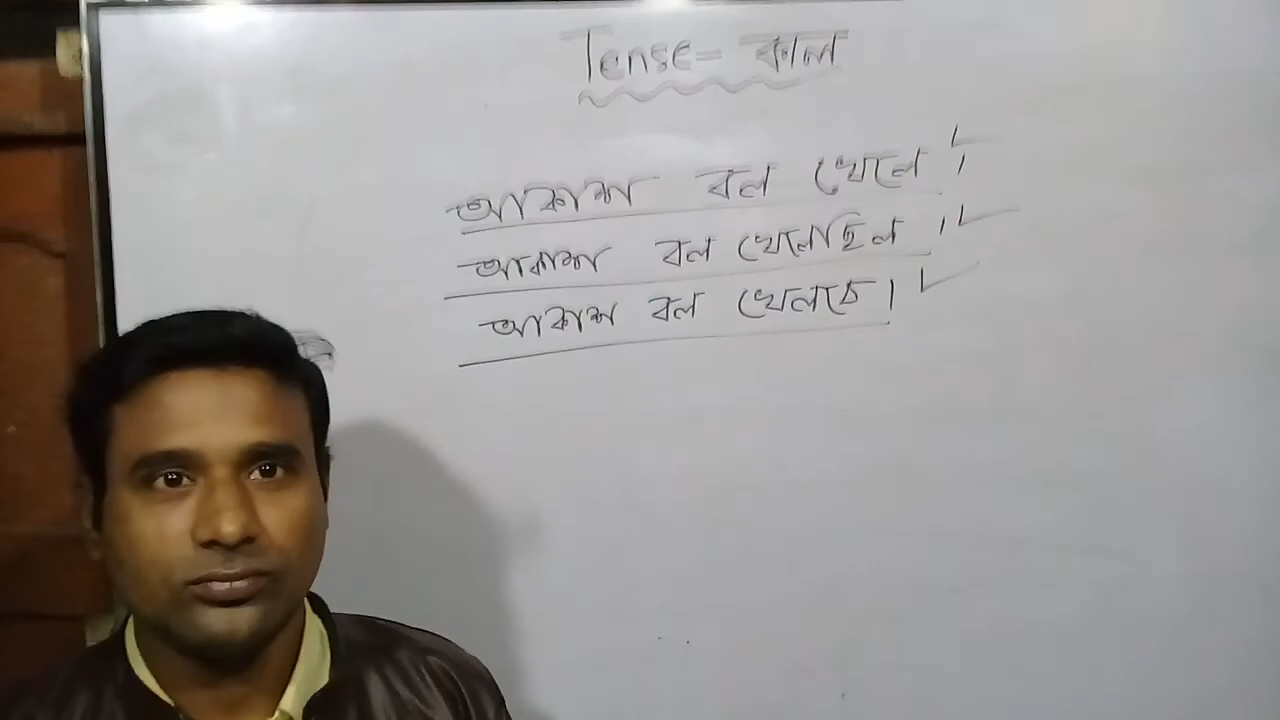 Tense = কাল
আকাশ বল খেলে।
আকাশ বল খেলেছিল।
আকাশ বল খেলছে।